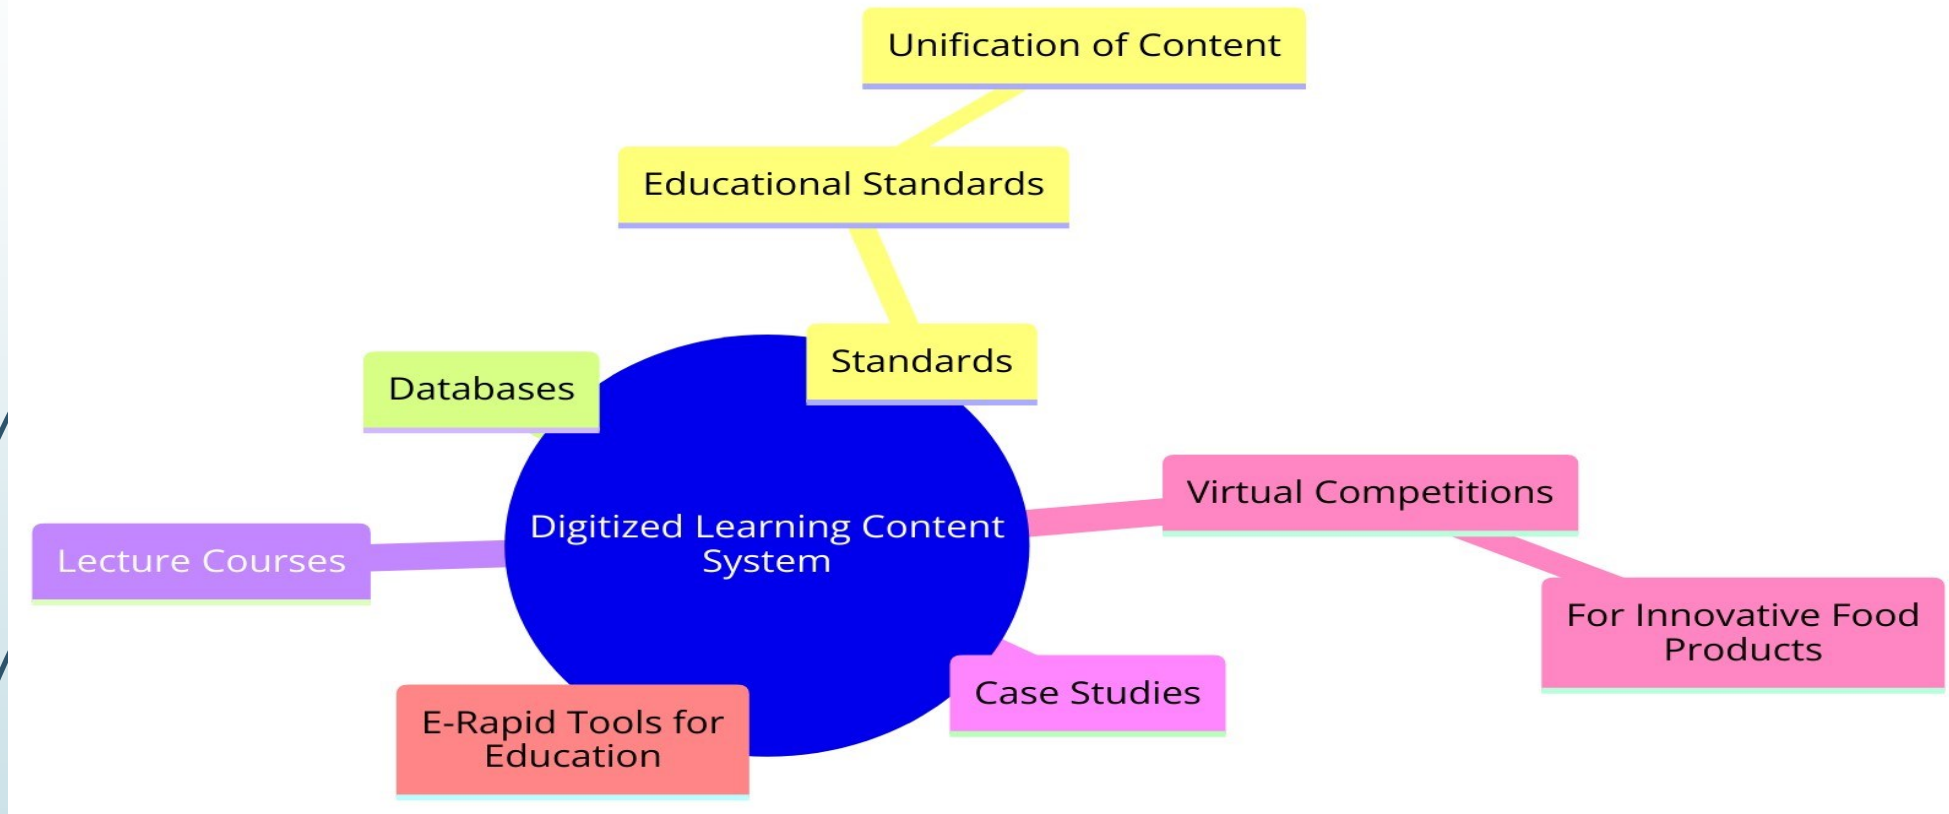 Unification of Content
Educational Standards
Standards
Databases
Digitized Learning Content
System
Virtual Competitions
Lecture Courses
For Innovative Food
Products
Case Studies
E-Rapid Tools for
Education